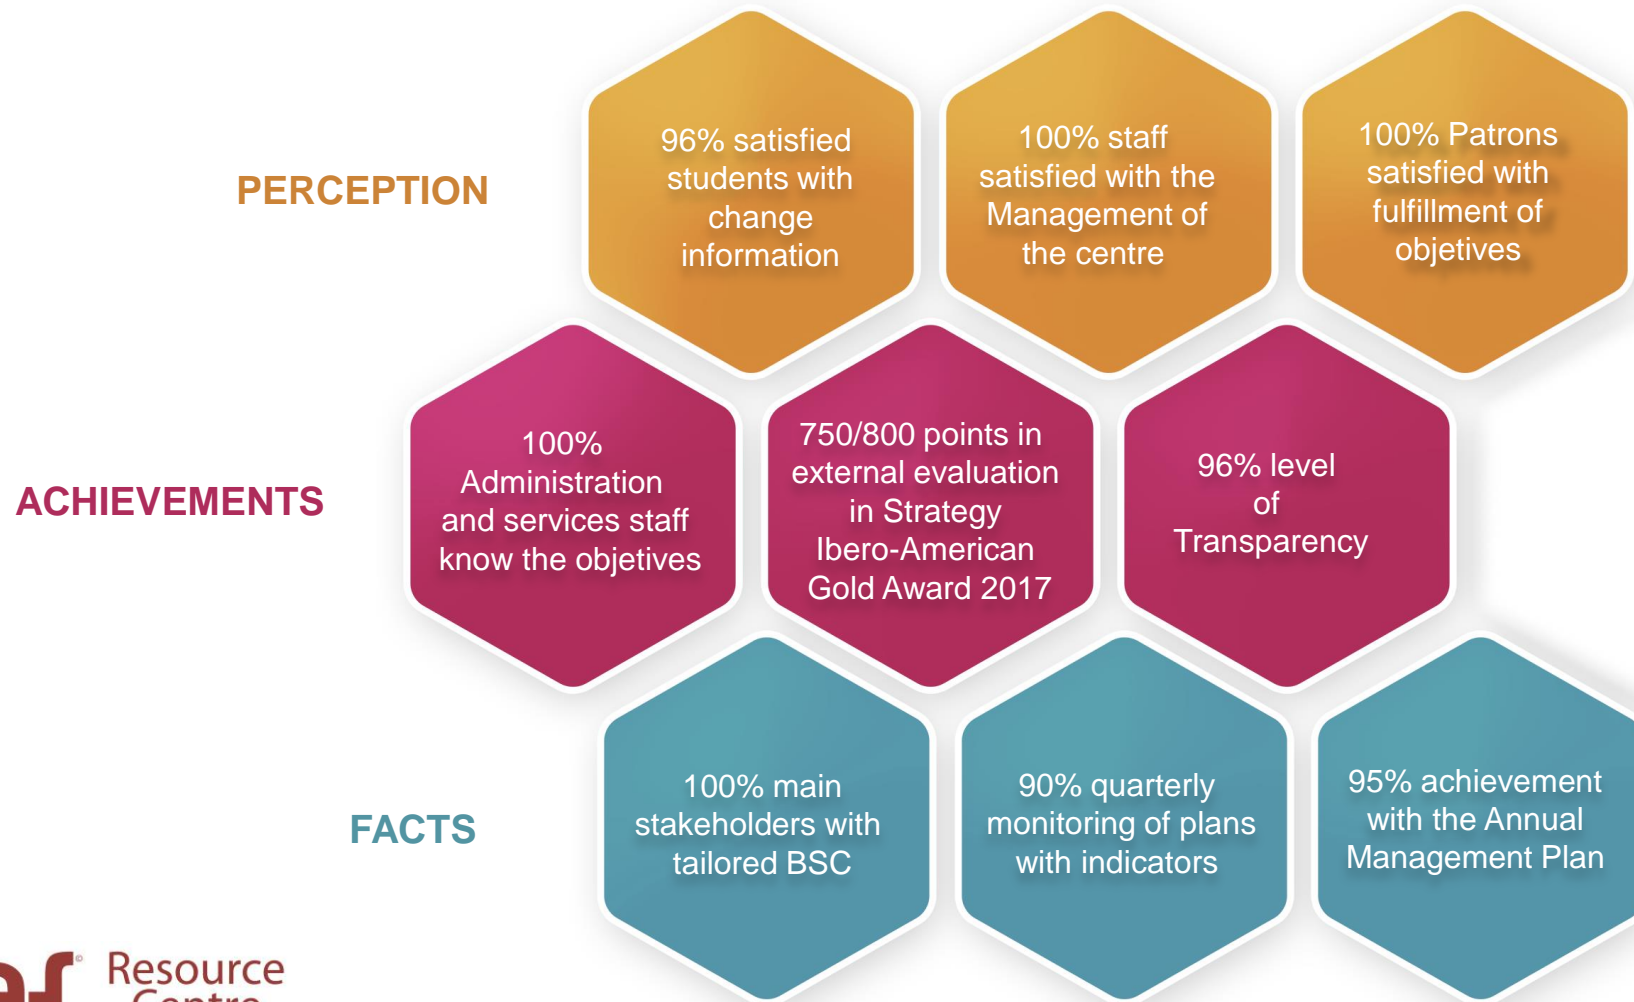 PERCEPTION
96% satisfied
students with
change
information
100% staff
satisfied with the
Management of
the centre
100% Patrons
satisfied with
fulfillment of
objetives
ACHIEVEMENTS
100%
Administration
and services staff
know the objetives
750/800 points in
external evaluation
in Strategy
Ibero-American
Gold Award 2017
96% level
of
Transparency
FACTS
100% main
stakeholders with
tailored BSC
90% quarterly
monitoring of plans
with indicators
95% achievement
with the Annual
Management Plan
©
Resource
Centre